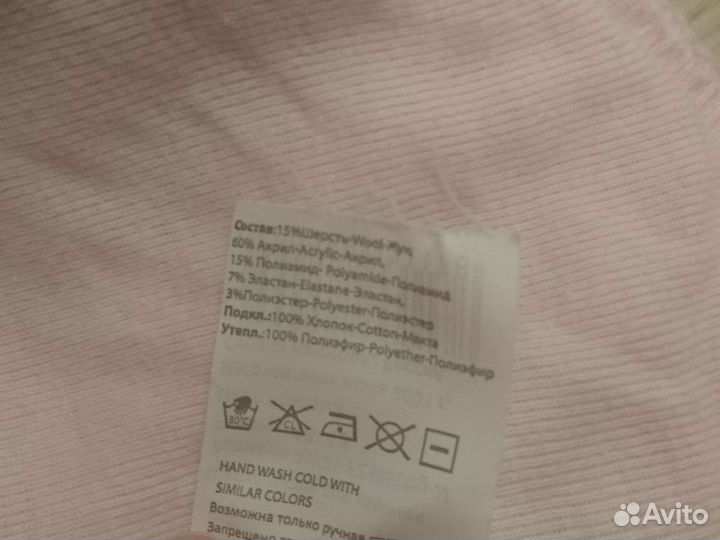 Состав:15%Шерсть-Wool-Жүн,
60% Акрил-Acrylic-Акрил,
15% Полиамид- Polyamide-Полиамид
7% Эластан-Elastane-Эластан,
3%Полиэстер-Polyester-Полиэстер
Подкл.:100% Хлопок-Cotton-Макта
Утепл.:100% Полиэфир-Polyether-Полиэфир
30°C
CL
HAND WASH COLD WITH
SIMILAR COLORS
Возможна только ручная
Запрещено
Avito